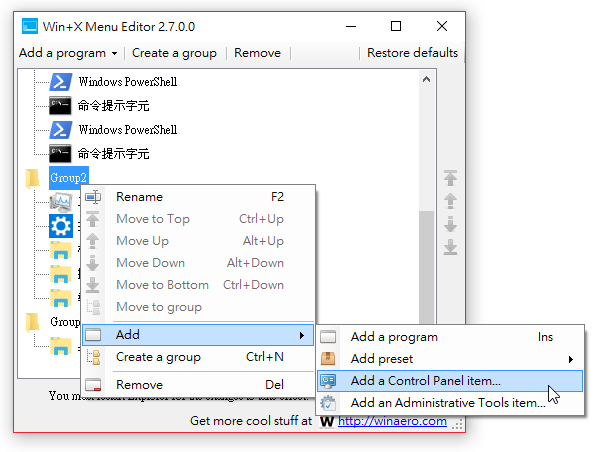 Win+X Menu Editor 2.7.0.0
Add a program Create a group Remove Restore defaults
Windows PowerShell
命令提示字元
Windows PowerShell
命令提示字元
Group2
Rename F2
Move to Top Ctrl+Up
Move Up Alt+Up
Move Down Alt+Down
Move to Bottom Ctrl+Down
Move to group
Group
Add
Add a program Ins
Create a group Ctrl+N
Add preset
Add a Control Panel item...
Remove Del
Add an Administrative Tools item...
Get more cool stuff at W http://winaero.com